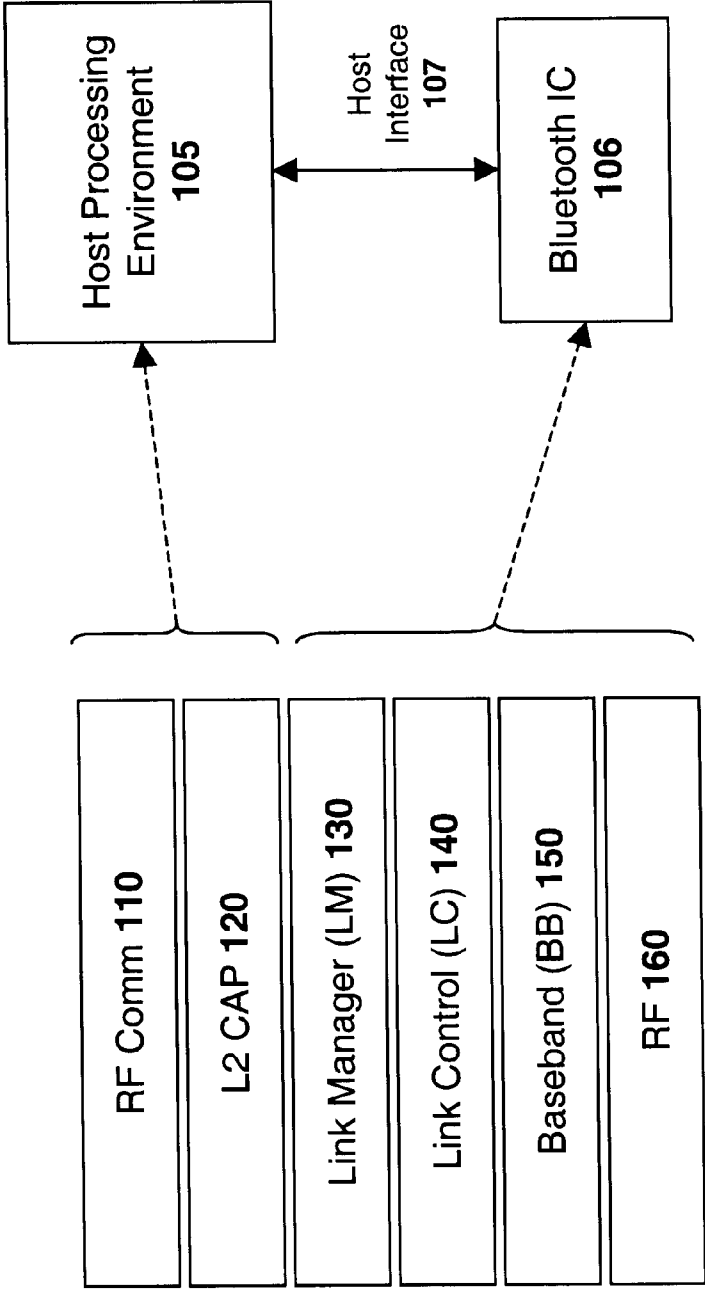 RF Comm 110
L2 CAP 120
Link Manager (LM) 130
Link Control (LC) 140
Baseband (BB) 150
RF 160
Host Processing
Environment
105
Host
Interface
107
Bluetooth IC
106